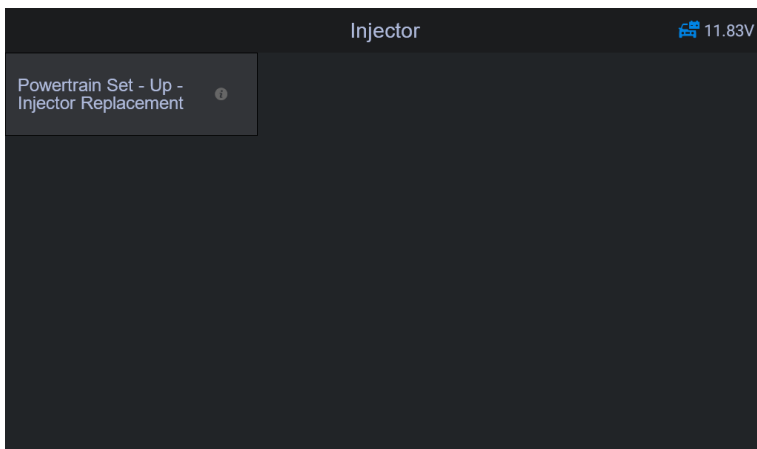 Injector
11.83V
Powertrain Set - Up -
Injector Replacement